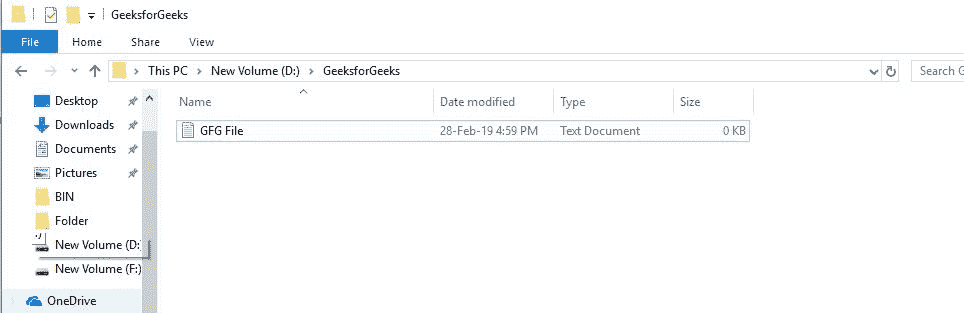 GeeksforGeeks
File Home Share View
This PC > New Volume (D:) > GeeksforGeeks Search G
Name Date modified Type Size
GFG File 28-Feb-19 4:59 PM Text Document 0 KB
Desktop
Downloads
Documents
Pictures
BIN
Folder
New Volume (D:
New Volume (F:)
OneDrive